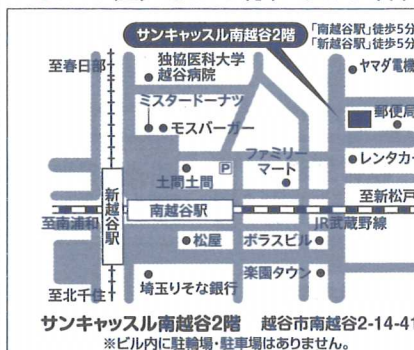 サンキャッスル南越谷2階
「南越谷駅」徒歩5分
「新越谷駅」徒歩5分
至春日部
独協医科大学
越谷病院
ヤマダ電機
ミスタードーナツ
モスバーガー
郵便局
ファミリー
マート
P
レンタカー
土間土間
新越谷駅
南越谷駅
至新松戸
至南浦和
JR武蔵野線
松屋
ポラスビル
楽園タウン
埼玉りそな銀行
至北千住
サンキャッスル南越谷2階 越谷市南越谷2-14-41
※ビル内に駐輪場・駐車場はありません。